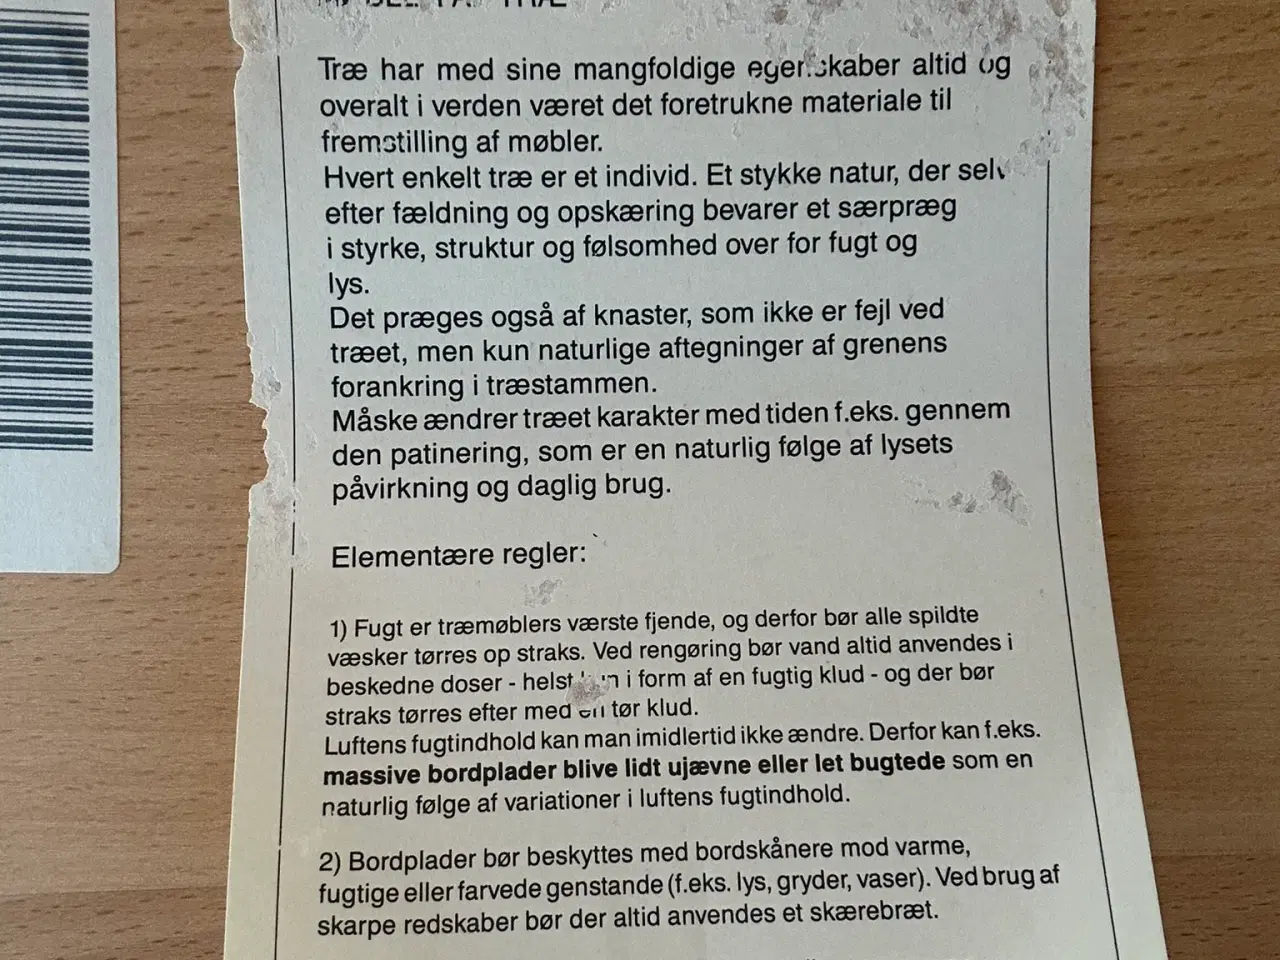 Træ har med sine mangfoldige egenskaber altid og
overalt i verden været det foretrukne materiale til
fremstilling af møbler.
Hvert enkelt træ er et individ. Et stykke natur, der selv
efter fældning og opskæring bevarer et særpræg
i styrke, struktur og følsomhed over for fugt og
lys.
Det præges også af knaster, som ikke er fejl ved
træet, men kun naturlige aftegninger af grenens
forankring i træstammen.
Måske ændrer træet karakter med tiden f.eks. gennem
den patinering, som er en naturlig følge af lysets
påvirkning og daglig brug.
Elementære regler:
1) Fugt er træmøblers værste fjende, og derfor bør alle spildte
væsker tørres op straks. Ved rengøring bør vand altid anvendes i
beskedne doser - helst kun i form af en fugtig klud - og der bør
straks tørres efter med en tør klud.
Luftens fugtindhold kan man imidlertid ikke ændre. Derfor kan f.eks.
massive bordplader blive lidt ujævne eller let bugtede som en
naturlig følge af variationer i luftens fugtindhold.
2) Bordplader bør beskyttes med bordskånere mod varme,
fugtige eller farvede genstande (f.eks. lys, gryder, vaser). Ved brug af
skarpe redskaber bør der altid anvendes et skærebræt.